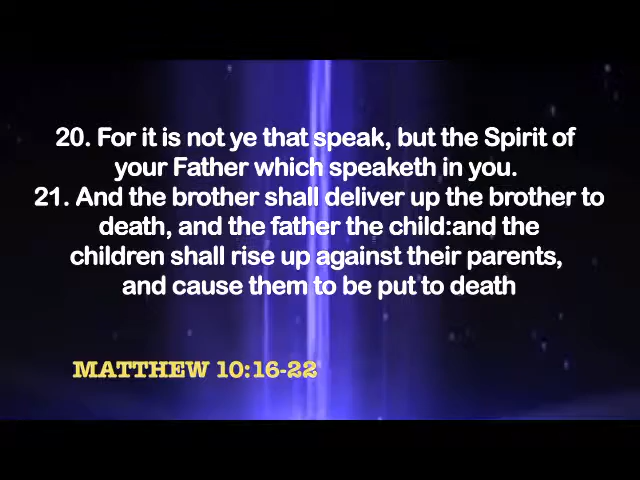 20. For it is not ye that speak, but the Spirit of
your Father which speaketh in you.
21. And the brother shall deliver up the brother to
death, and the father the child:and the
children shall rise up against their parents,
and cause them to be put to death
MATTHEW 10:16-22